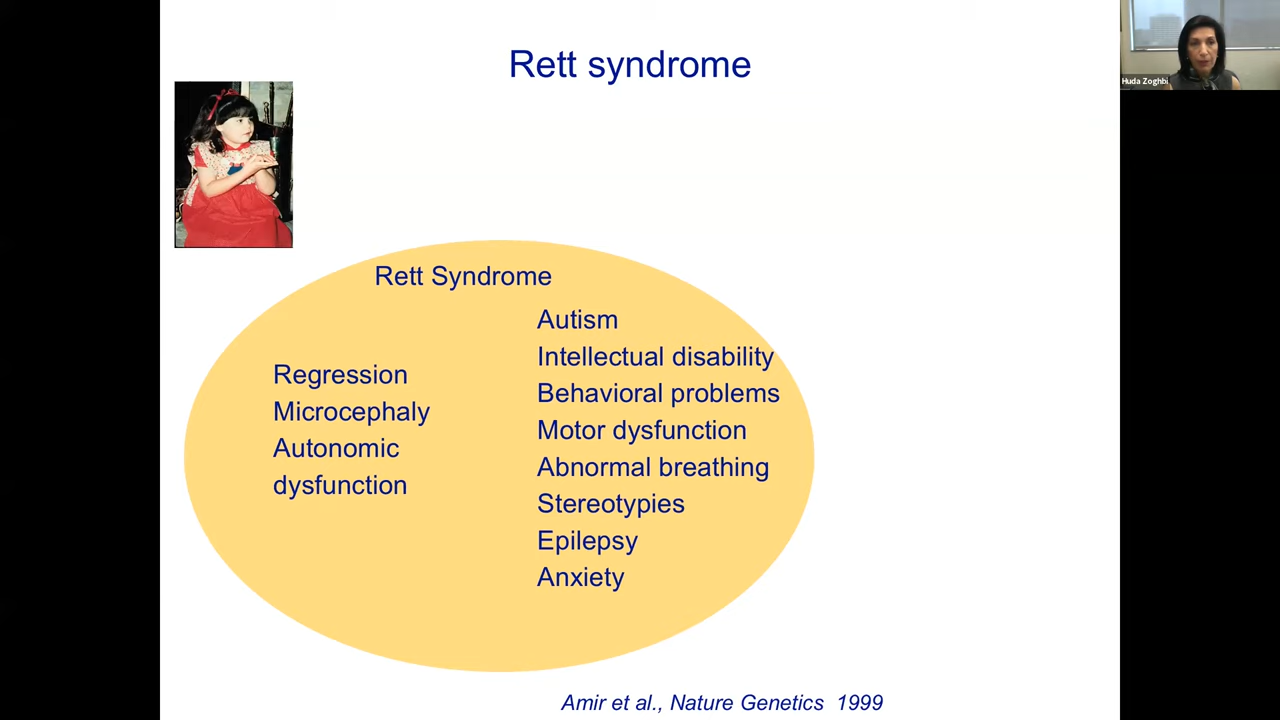 Rett syndrome
Huda Zoghbi
Rett Syndrome
Regression
Microcephaly
Autonomic
dysfunction
Autism
Intellectual disability
Behavioral problems
Motor dysfunction
Abnormal breathing
Stereotypies
Epilepsy
Anxiety
Amir et al., Nature Genetics 1999